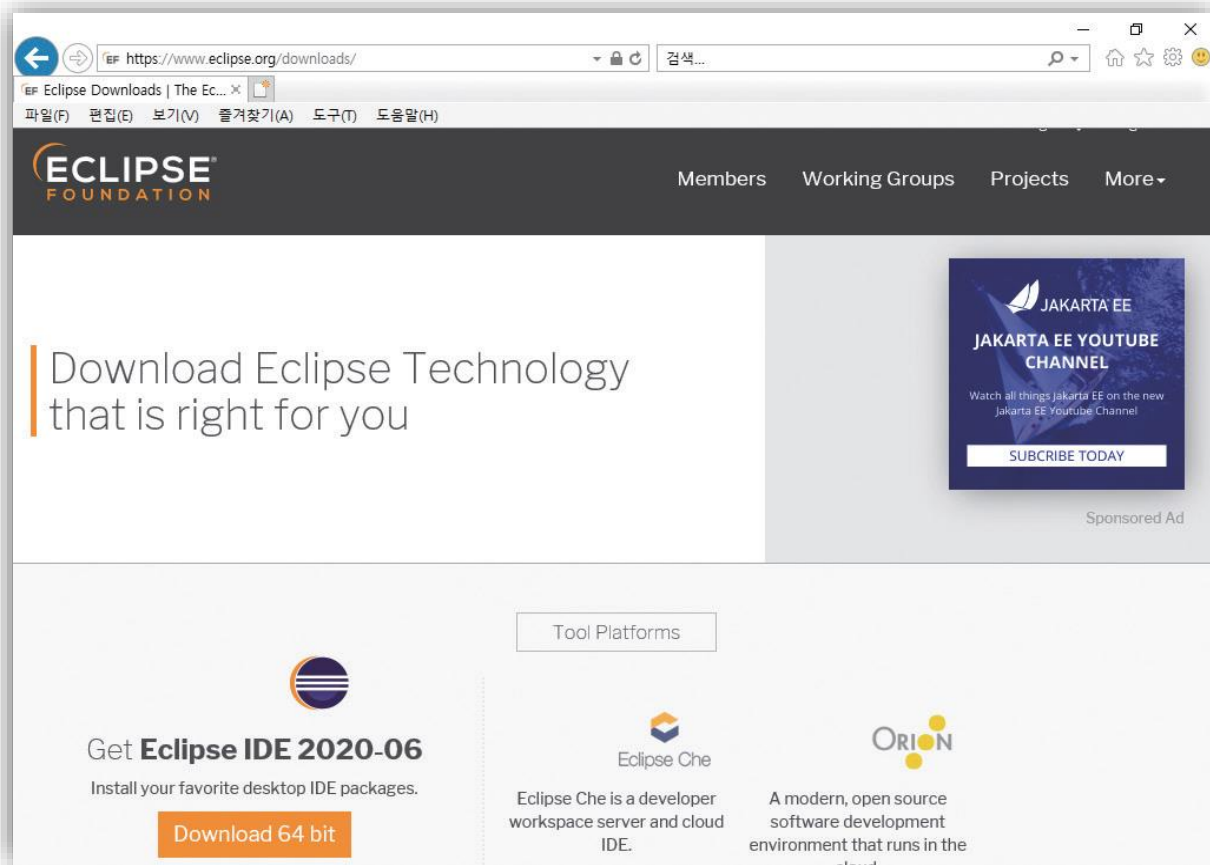 EF https://www.eclipse.org/downloads/
검색...
EF Eclipse Downloads | The Ec...
파일(F) 편집(E) 보기(V) 즐겨찾기(A) 도구(T) 도움말(H)
ECLIPSE®
FOUNDATION
Members Working Groups Projects More
Download Eclipse Technology
that is right for you
JAKARTA EE
JAKARTA EE YOUTUBE
CHANNEL
Watch all things Jakarta EE on the new
Jakarta EE Youtube Channel
SUBCRIBE TODAY
Sponsored Ad
Tool Platforms
Get Eclipse IDE 2020-06
Install your favorite desktop IDE packages.
Download 64 bit
Eclipse Che
Eclipse Che is a developer
workspace server and cloud
IDE.
ORION
A modern, open source
software development
environment that runs in the